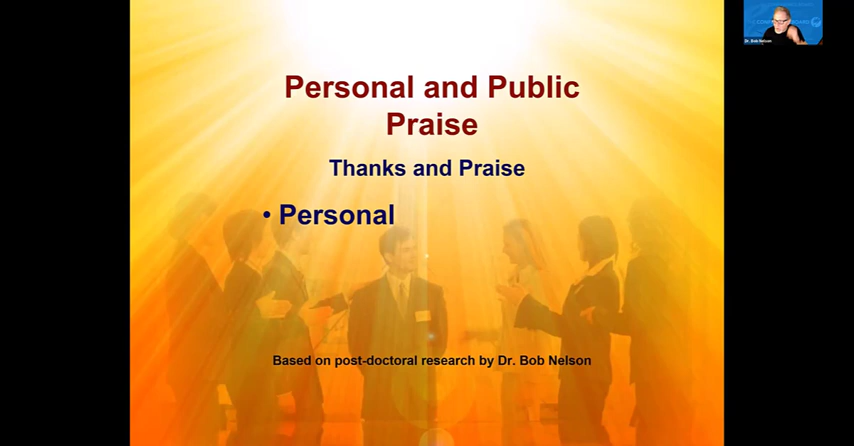 Personal and Public
Praise
Thanks and Praise
• Personal
Based on post-doctoral research by Dr. Bob Nelson
Dr. Bob Nelson